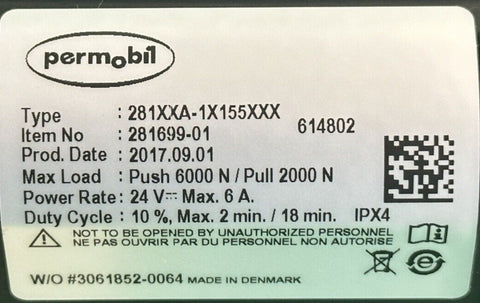 permobil
Type : 281XXA-1X155XXX
614802
Item No : 281699-01
Prod. Date : 2017.09.01
Max Load : Push 6000 N / Pull 2000 N
Power Rate : 24 V⎓ Max. 6 A.
Duty Cycle : 10 %, Max. 2 min. / 18 min. IPX4
NOT TO BE OPENED BY UNAUTHORIZED PERSONNEL
NE PAS OUVRIR PAR DU PERSONNEL NON AUTORISE
W/O #3061852-0064 MADE IN DENMARK